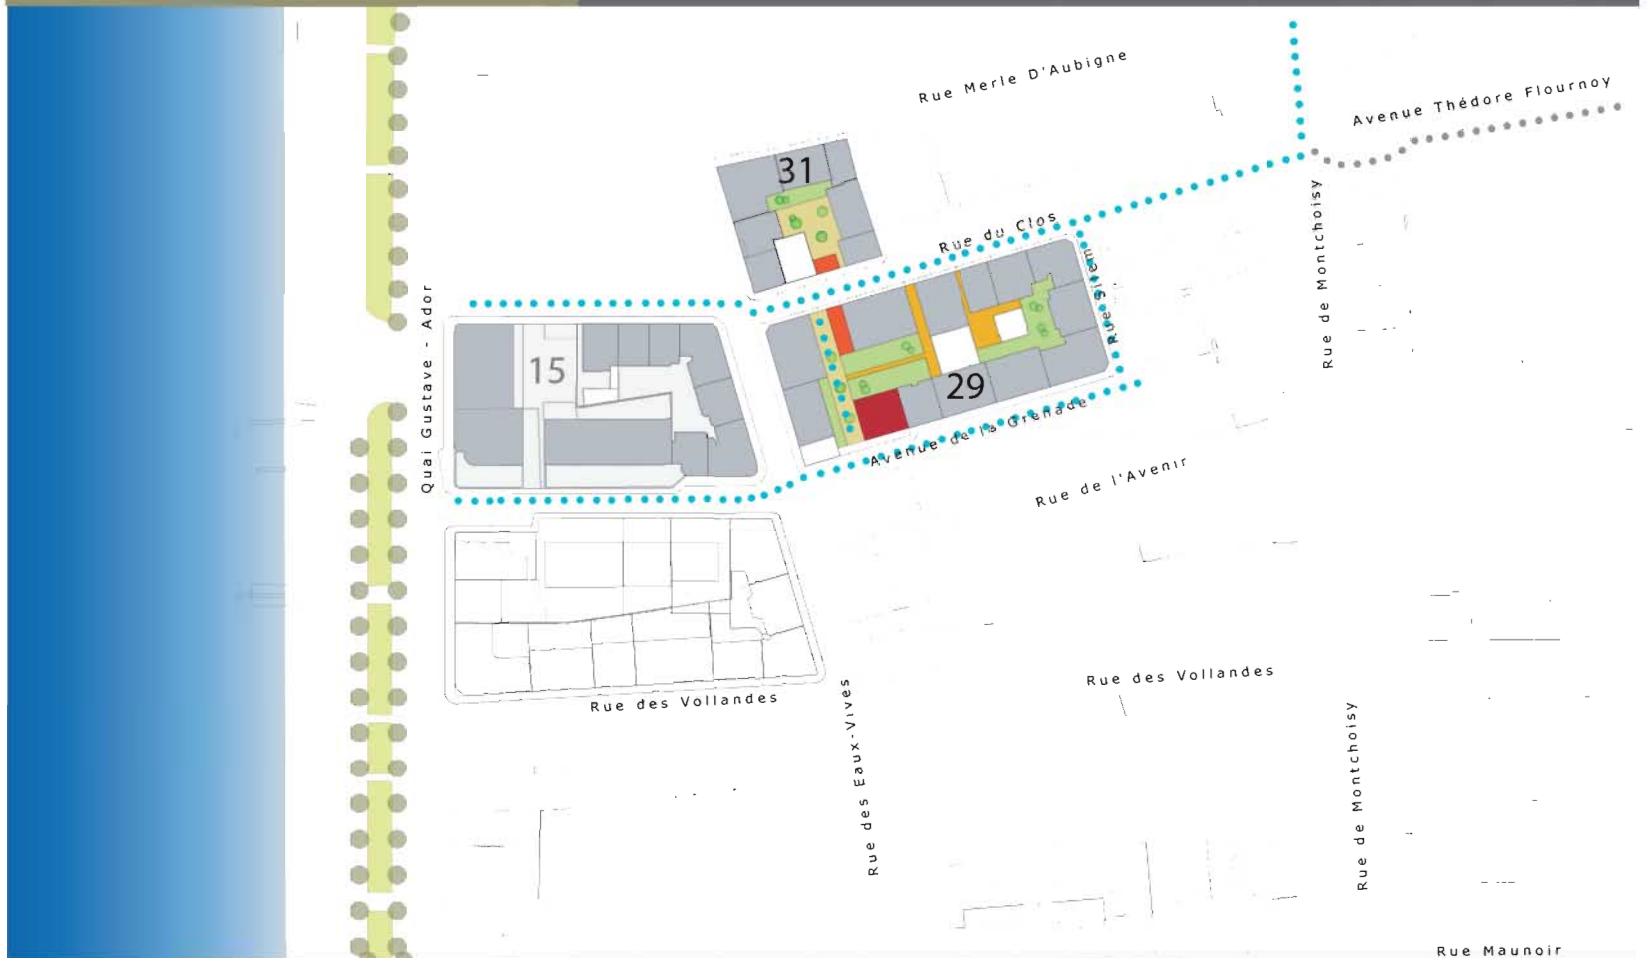 Rue Merle D'Aubigne
Avenue Thédore Flournoy
31
Rue du Clos
Rue Sillem
Rue de Montchoisy
Quai Gustave - Ador
15
29
Avenue de la Grenade
Rue de l'Avenir
Rue des Vollandes
Rue des Vollandes
Rue des Eaux-Vives
Rue de Montchoisy
Rue Maunoir